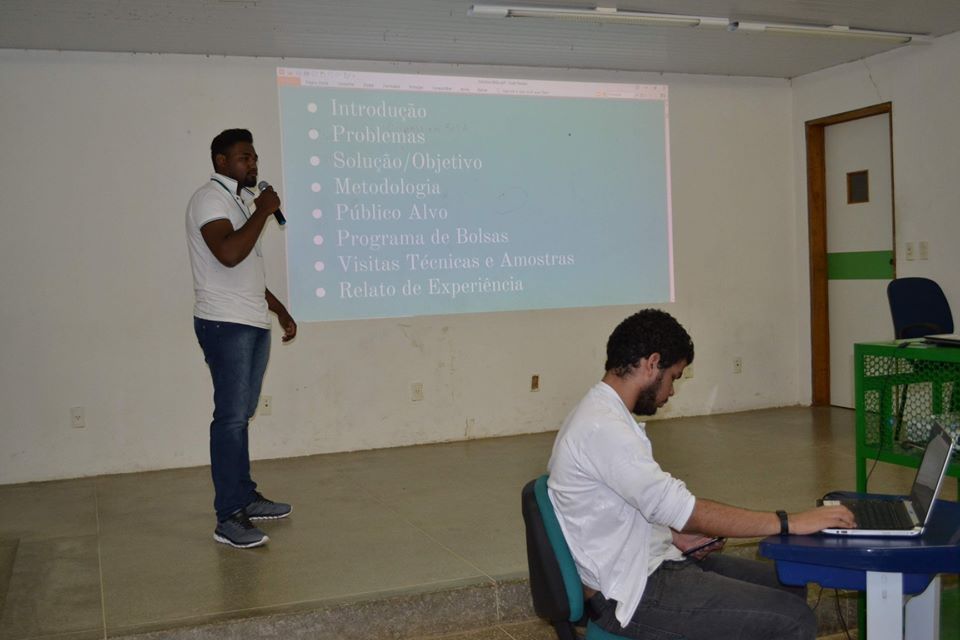 Introdução
Problemas
Solução/Objetivo
Metodologia
Público Alvo
Programa de Bolsas
Visitas Técnicas e Amostras
Relato de Experiência